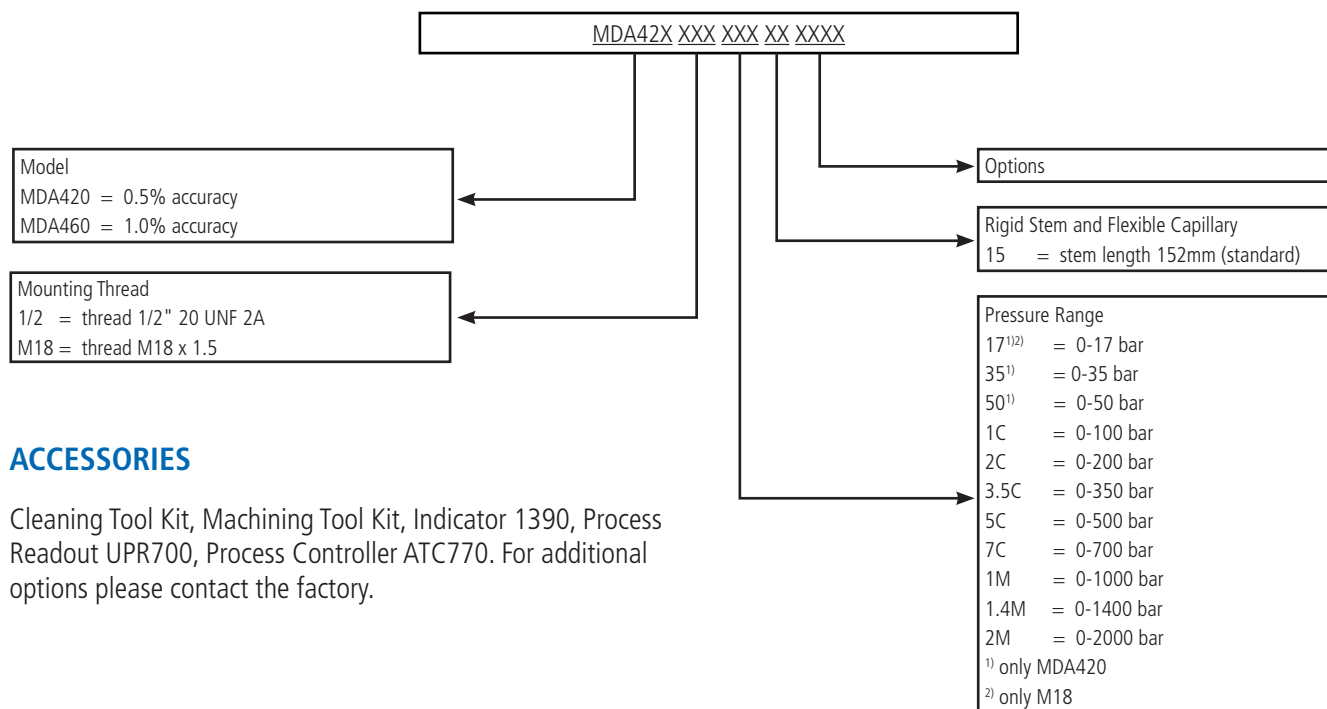 MDA42X XXX XXX XX XXXX
Model
MDA420 = 0.5% accuracy
MDA460 = 1.0% accuracy
Mounting Thread
1/2 = thread 1/2" 20 UNF 2A
M18 = thread M18 x 1.5
Options
Rigid Stem and Flexible Capillary
15 = stem length 152mm (standard)
Pressure Range
17¹⁾²⁾ = 0-17 bar
35¹⁾ = 0-35 bar
50¹⁾ = 0-50 bar
1C = 0-100 bar
2C = 0-200 bar
3.5C = 0-350 bar
5C = 0-500 bar
7C = 0-700 bar
1M = 0-1000 bar
1.4M = 0-1400 bar
2M = 0-2000 bar
¹⁾ only MDA420
²⁾ only M18
ACCESSORIES
Cleaning Tool Kit, Machining Tool Kit, Indicator 1390, Process
Readout UPR700, Process Controller ATC770. For additional
options please contact the factory.